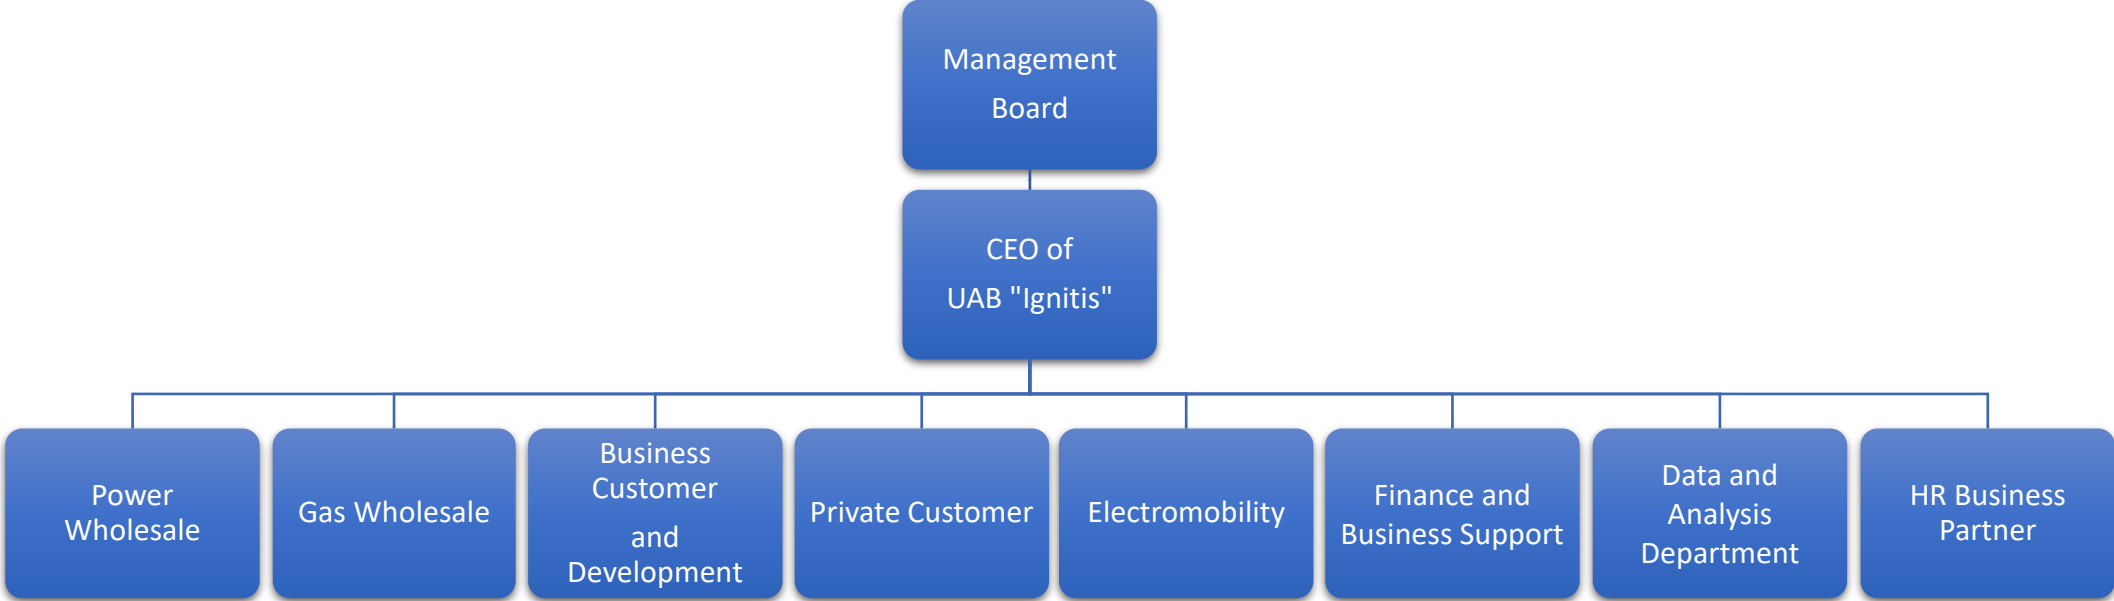 Management
Board
CEO of
UAB "Ignitis"
Power
Wholesale
Gas Wholesale
Business
Customer
and
Development
Private Customer
Electromobility
Finance and
Business Support
Data and
Analysis
Department
HR Business
Partner